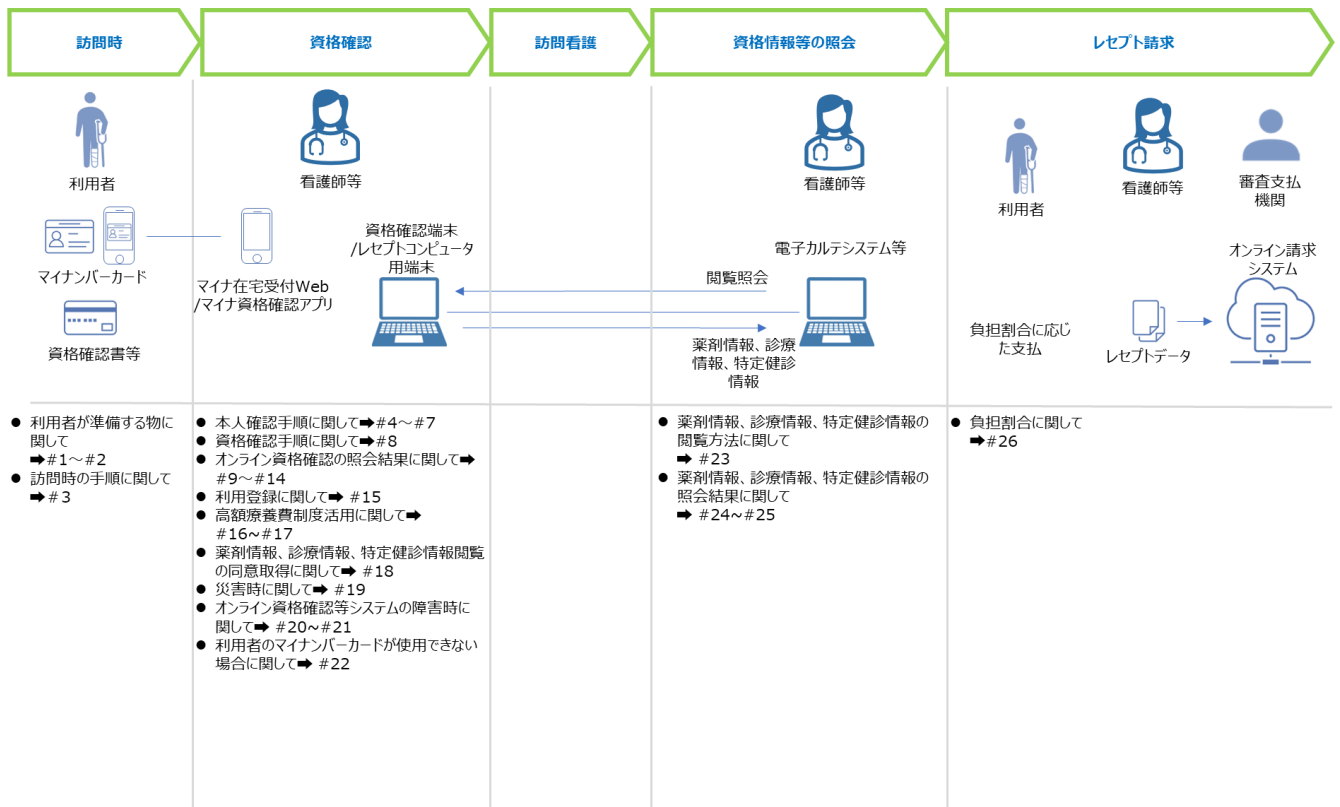 訪問時
資格確認
訪問看護
資格情報等の照会
レセプト請求
利用者
マイナンバーカード
資格確認書等
看護師等
マイナ在宅受付Web
/マイナ資格確認アプリ
資格確認端末
/レセプトコンピュータ
用端末
看護師等
電子カルテシステム等
閲覧照会
薬剤情報、診療
情報、特定健診
情報
利用者
看護師等
審査支払
機関
オンライン請求
システム
負担割合に応じ
た支払
レセプトデータ
● 利用者が準備する物に
関して
➡#1～#2
● 訪問時の手順に関して
➡#3
● 本人確認手順に関して➡#4～#7
● 資格確認手順に関して➡#8
● オンライン資格確認の照会結果に関して➡
#9～#14
● 利用登録に関して➡ #15
● 高額療養費制度活用に関して➡
#16~#17
● 薬剤情報、診療情報、特定健診情報閲覧
の同意取得に関して➡ #18
● 災害時に関して➡ #19
● オンライン資格確認等システムの障害時に
関して➡ #20~#21
● 利用者のマイナンバーカードが使用できない
場合に関して➡ #22
● 薬剤情報、診療情報、特定健診情報の
閲覧方法に関して
➡ #23
● 薬剤情報、診療情報、特定健診情報の
照会結果に関して
➡ #24~#25
● 負担割合に関して
➡#26